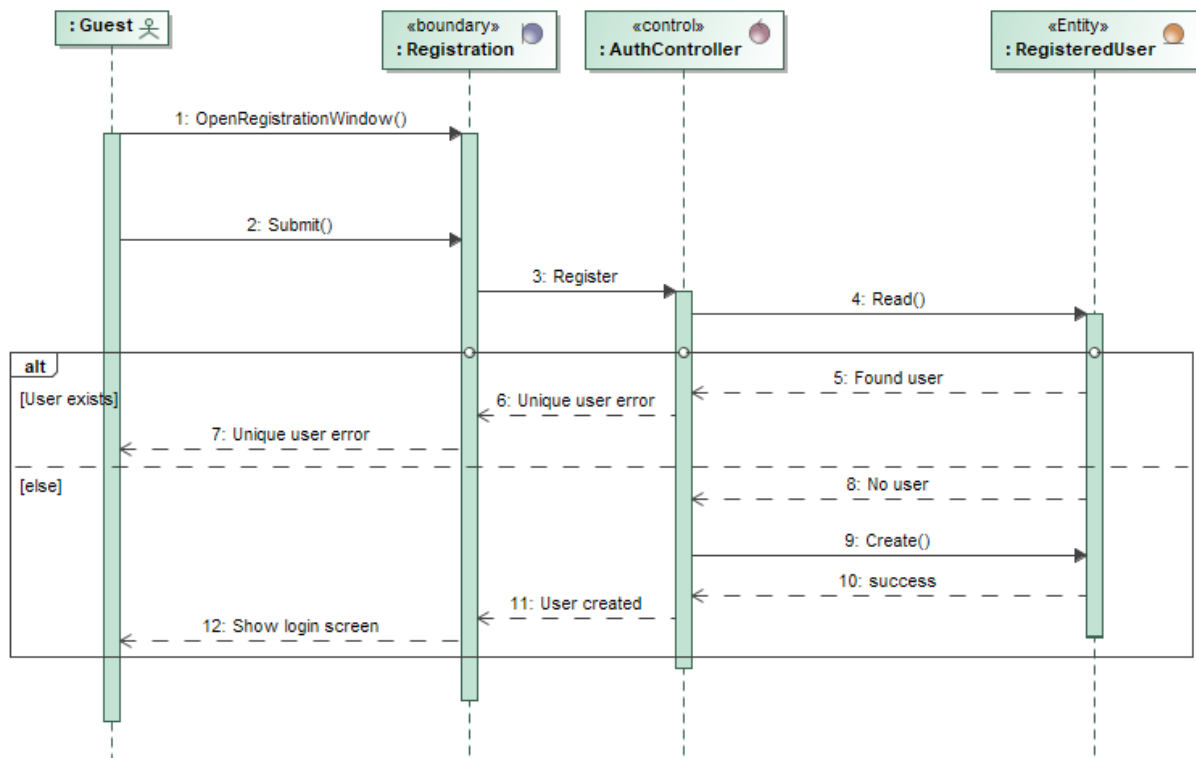 : Guest
«boundary»
: Registration
«control»
: AuthController
«Entity»
: RegisteredUser
1: OpenRegistrationWindow()
2: Submit()
3: Register
4: Read()
alt
[User exists]
5: Found user
6: Unique user error
7: Unique user error
[else]
8: No user
9: Create()
10: success
11: User created
12: Show login screen